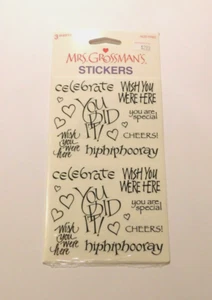 MRS. GROSSMAN'S
STICKERS
celebrate
WISH YOU
WERE HERE
YOU
DID
IT!
you are
special
CHEERS!
wish
you
were
here
hiphiphooray
celebrate
WISH YOU
WERE HERE
YOU
DID
IT!
you are
special
CHEERS!
wish
you
were
here
hiphiphooray